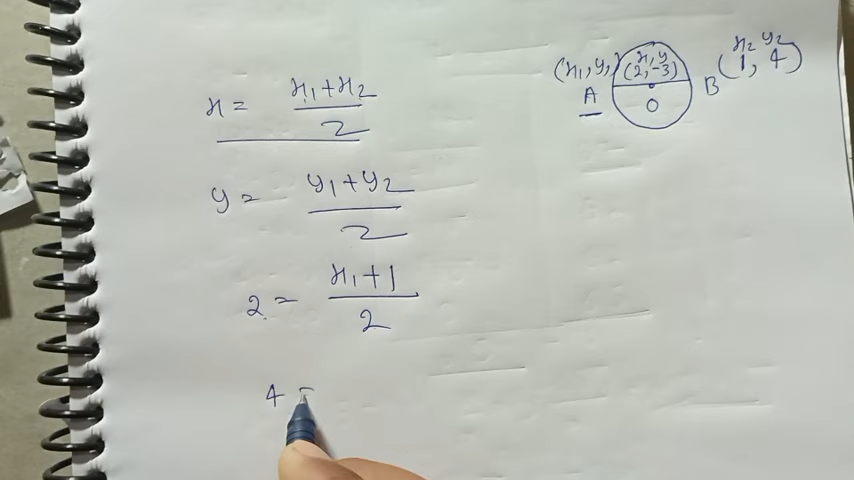 x = x₁+x₂ / 2
y = y₁+y₂ / 2
2 = x₁+1 / 2
4 =
(x₁, y₁)
A
x, y
(2, -3)
O
B
x₂ y₂
(1, 4)